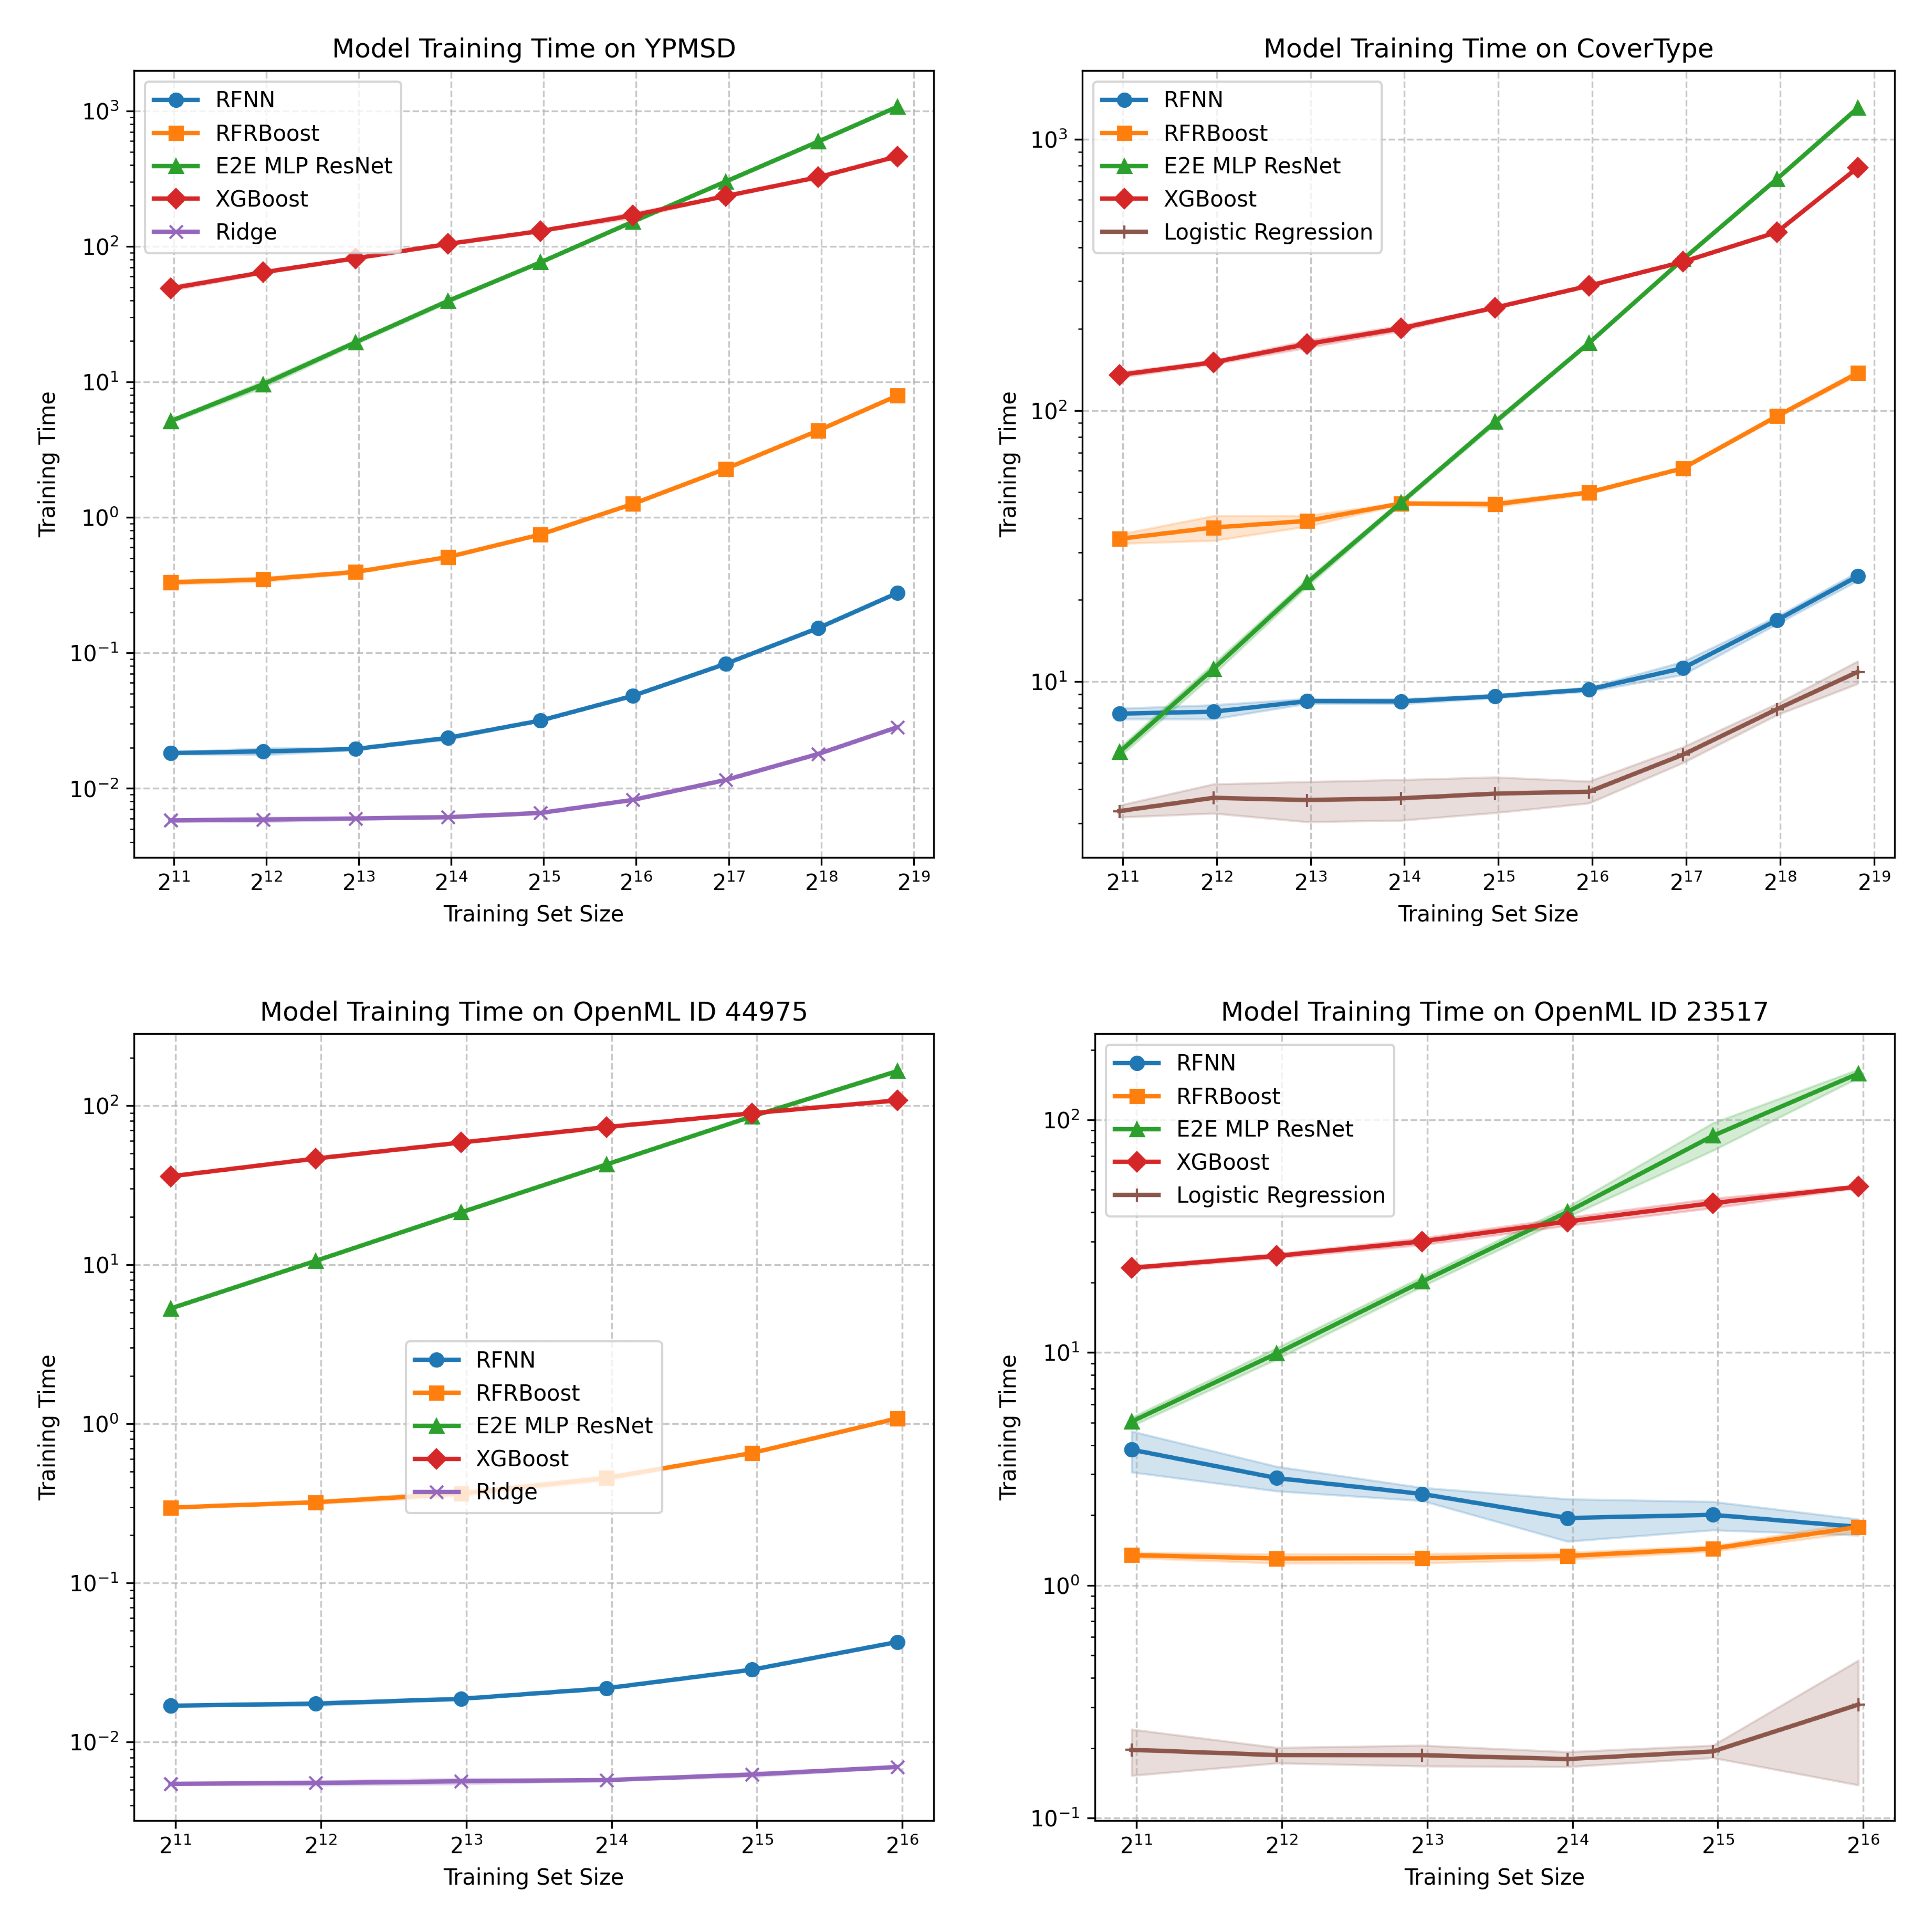 Model Training Time on YPMSD
RFNN
RFRBoost
E2E MLP ResNet
XGBoost
Ridge
Training Time
10³
10²
10¹
10⁰
10⁻¹
10⁻²
2¹¹ 2¹² 2¹³ 2¹⁴ 2¹⁵ 2¹⁶ 2¹⁷ 2¹⁸ 2¹⁹
Training Set Size
Model Training Time on CoverType
RFNN
RFRBoost
E2E MLP ResNet
XGBoost
Logistic Regression
Training Time
10³
10²
10¹
2¹¹ 2¹² 2¹³ 2¹⁴ 2¹⁵ 2¹⁶ 2¹⁷ 2¹⁸ 2¹⁹
Training Set Size
Model Training Time on OpenML ID 44975
RFNN
RFRBoost
E2E MLP ResNet
XGBoost
Ridge
Training Time
10²
10¹
10⁰
10⁻¹
10⁻²
2¹¹ 2¹² 2¹³ 2¹⁴ 2¹⁵ 2¹⁶
Training Set Size
Model Training Time on OpenML ID 23517
RFNN
RFRBoost
E2E MLP ResNet
XGBoost
Logistic Regression
Training Time
10²
10¹
10⁰
10⁻¹
2¹¹ 2¹² 2¹³ 2¹⁴ 2¹⁵ 2¹⁶
Training Set Size